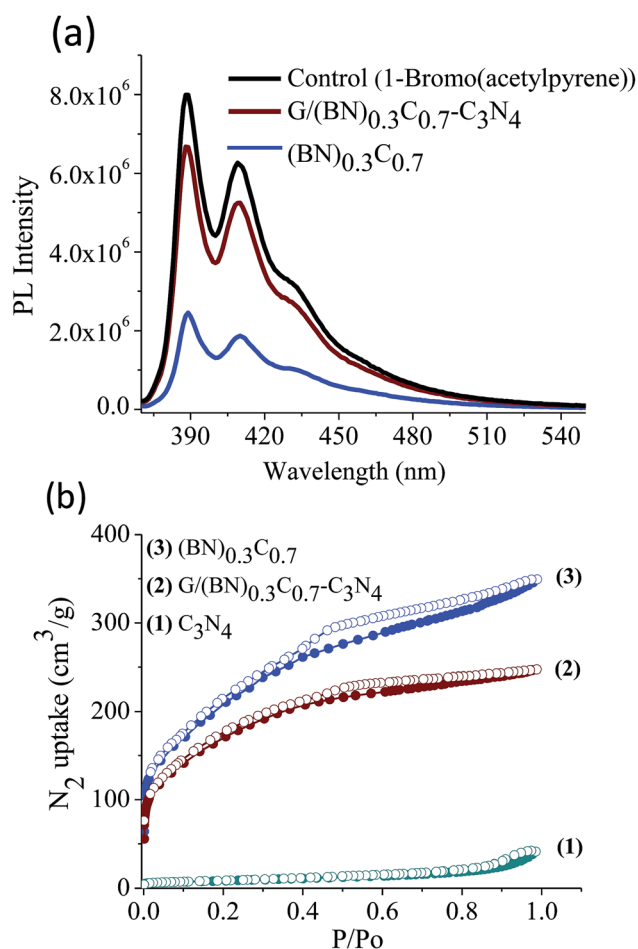 (a)
Control (1-Bromo(acetylpyrene))
G/(BN)0.3C0.7-C3N4
(BN)0.3C0.7
8.0x10^6
6.0x10^6
4.0x10^6
2.0x10^6
0.0
PL Intensity
390 420 450 480 510 540
Wavelength (nm)
(b)
(3) (BN)0.3C0.7
(2) G/(BN)0.3C0.7-C3N4
(1) C3N4
400
300
200
100
0
N2 uptake (cm^3/g)
(3)
(2)
(1)
0.0 0.2 0.4 0.6 0.8 1.0
P/Po